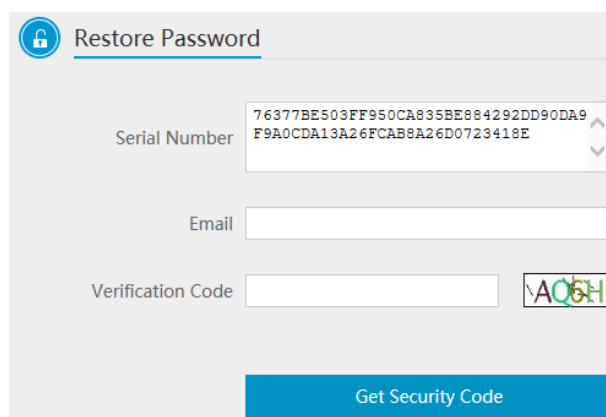 Restore Password
Serial Number
76377BE503FF950CA835BE884292DD90DA9
F9A0CDA13A26FCAB8A26D0723418E
Email
Verification Code
Get Security Code